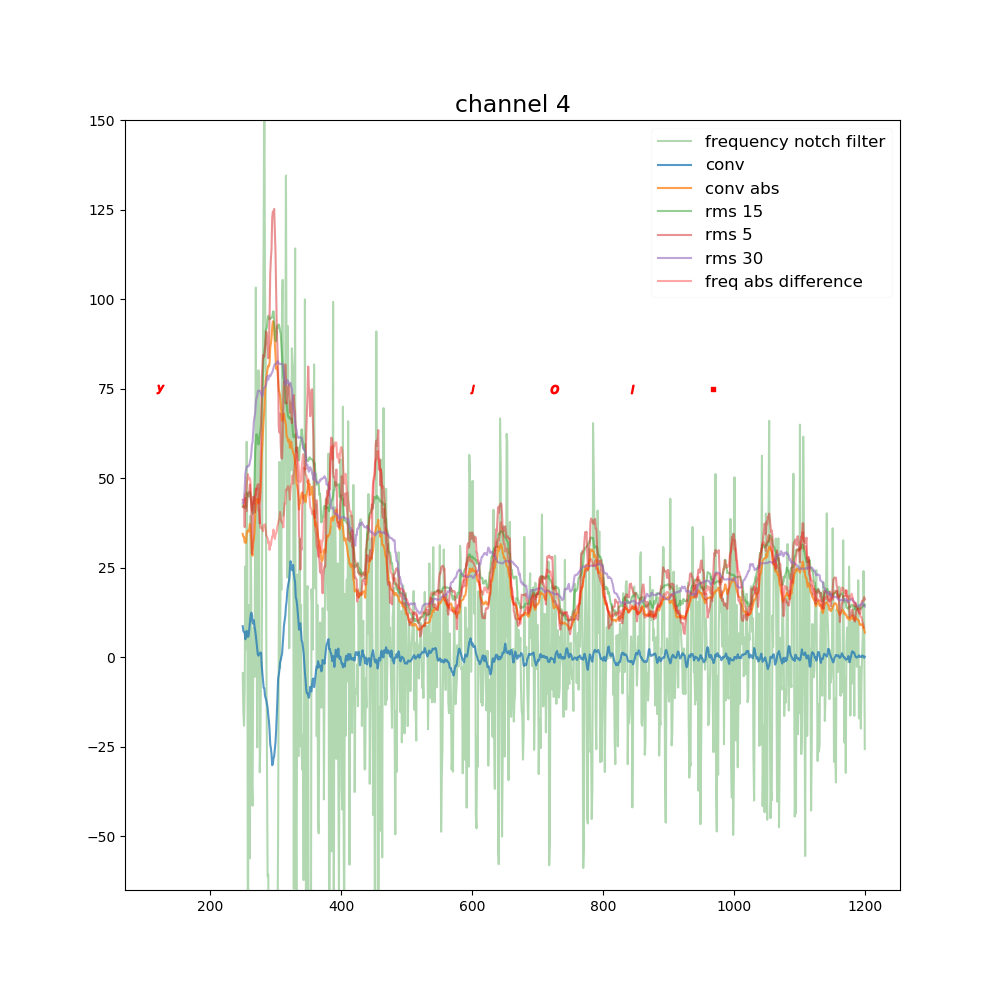 channel 4
150
125
100
75
50
25
0
−25
−50
frequency notch filter
conv
conv abs
rms 15
rms 5
rms 30
freq abs difference
y J o I .
200 400 600 800 1000 1200